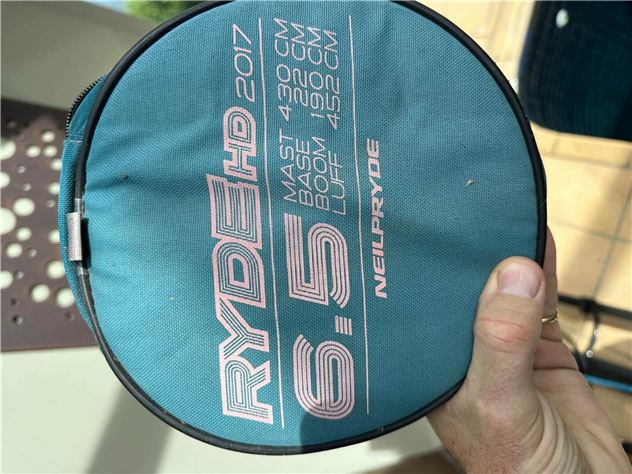 RYDE HD 2017
6.5
MAST 430 CM
BASE 22 CM
BOOM 190 CM
LUFF 452 CM
NEILPRYDE